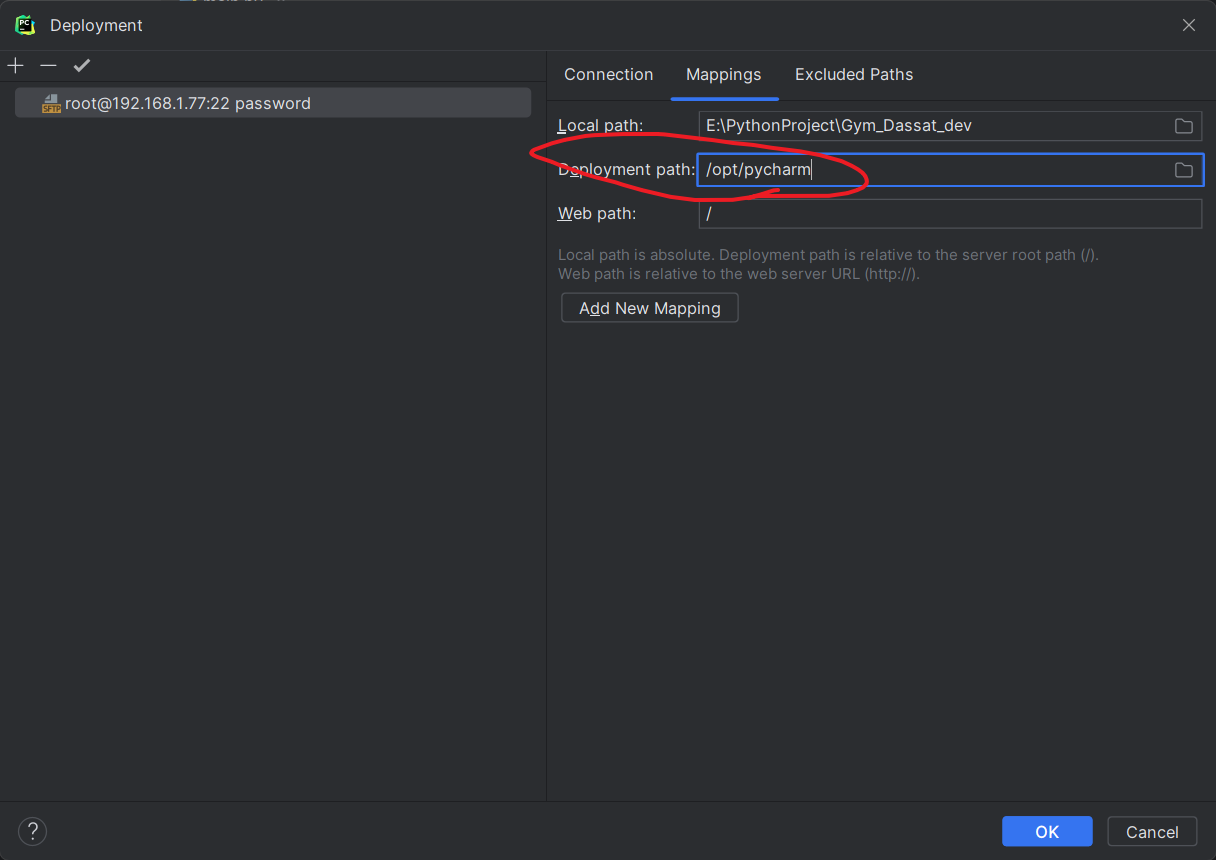 Deployment
root@192.168.1.77:22 password
Connection Mappings Excluded Paths
Local path: E:\PythonProject\Gym_Dassat_dev
Deployment path: /opt/pycharm
Web path: /
Local path is absolute. Deployment path is relative to the server root path (/).
Web path is relative to the web server URL (http://).
Add New Mapping
? OK Cancel